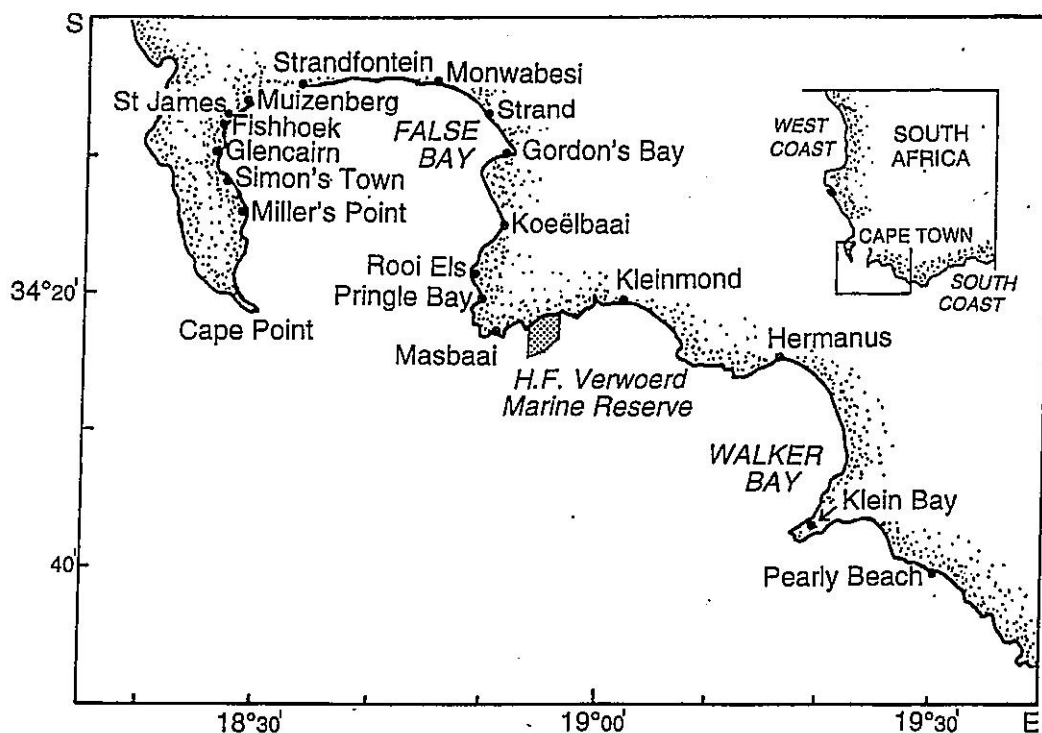 S
Strandfontein
Monwabesi
St James
Muizenberg
Strand
Fishhoek
FALSE
BAY
Glencairn
Gordon's Bay
Simon's Town
Miller's Point
Koeëlbaai
Rooi Els
Pringle Bay
Kleinmond
34°20'
Cape Point
Masbaai
Hermanus
H.F. Verwoerd
Marine Reserve
WEST
COAST
SOUTH
AFRICA
CAPE TOWN
SOUTH
COAST
WALKER
BAY
Klein Bay
40'
Pearly Beach
18°30'
19°00'
19°30'
E